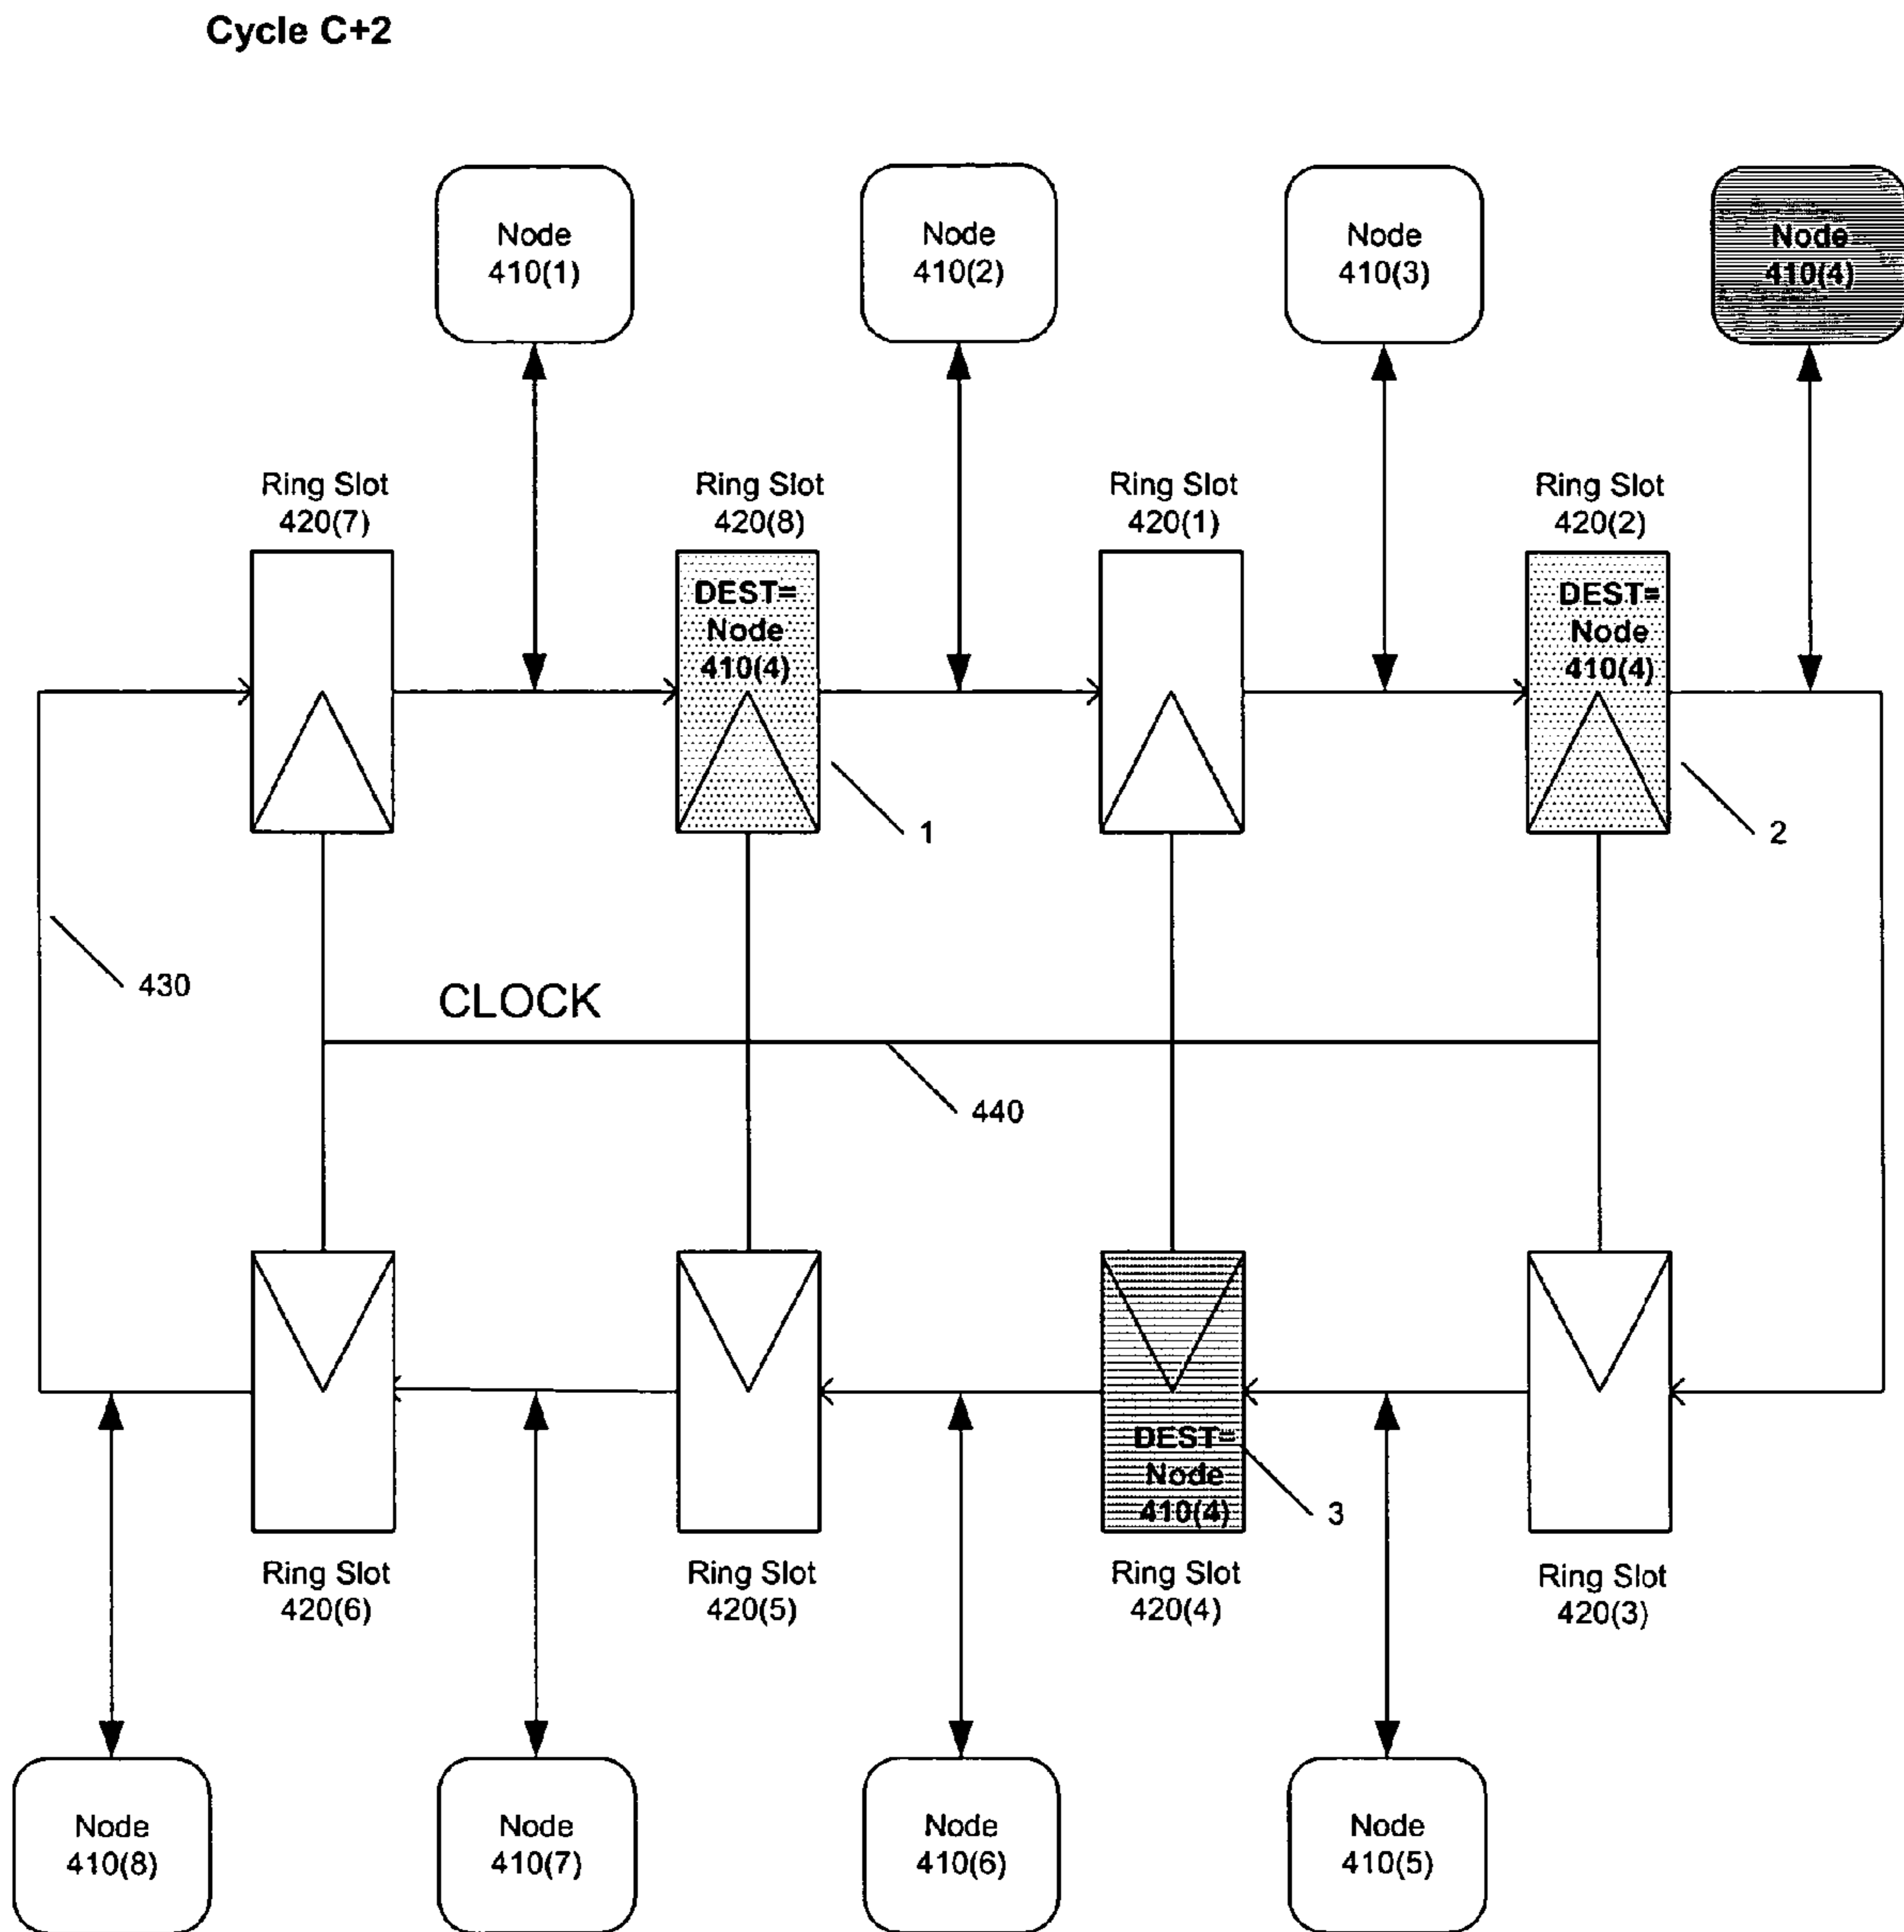 Cycle C+2
Node
410(1)
Node
410(2)
Node
410(3)
Node
410(4)
Ring Slot
420(7)
Ring Slot
420(8)
Ring Slot
420(1)
Ring Slot
420(2)
DEST=
Node
410(4)
DEST=
Node
410(4)
1
2
430
CLOCK
440
DEST=
Node
410(4)
3
Ring Slot
420(6)
Ring Slot
420(5)
Ring Slot
420(4)
Ring Slot
420(3)
Node
410(8)
Node
410(7)
Node
410(6)
Node
410(5)